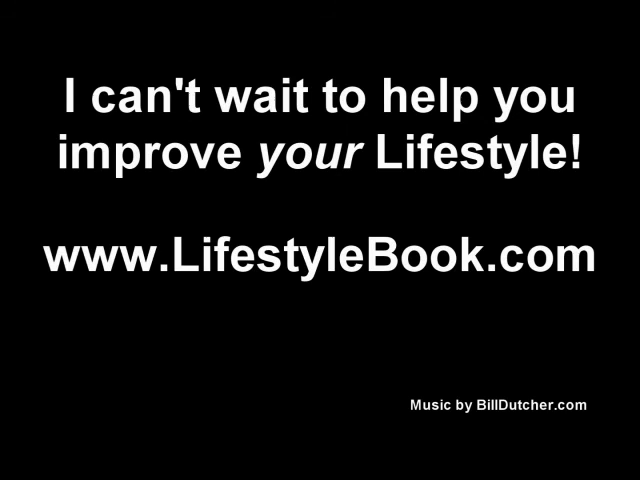 I can't wait to help you
improve your Lifestyle!
www.LifestyleBook.com
Music by BillDutcher.com